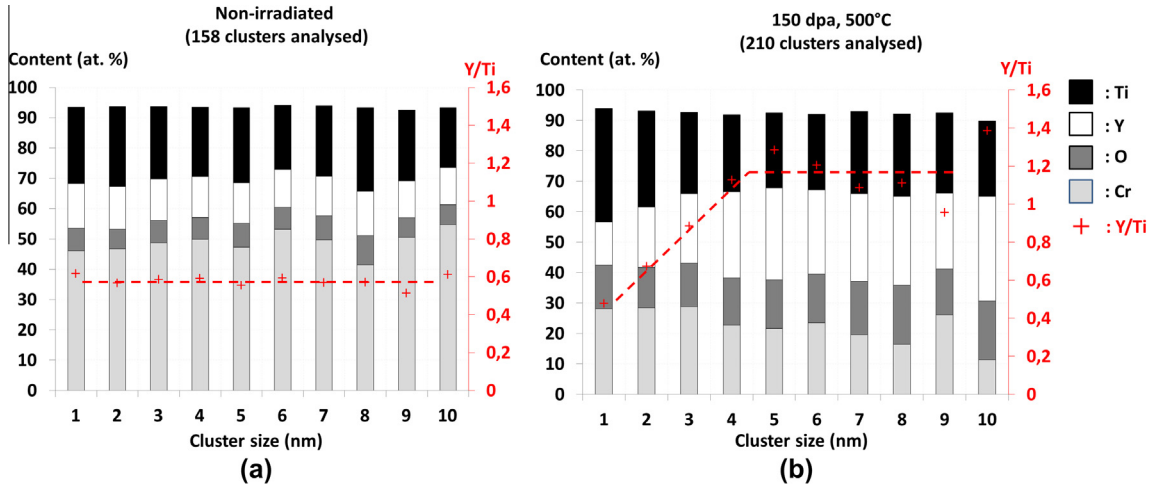 Non-irradiated
(158 clusters analysed)
Content (at. %)
Y/Ti
100
90
80
70
60
50
40
30
20
10
0
1,6
1,4
1,2
1
0,8
0,6
0,4
0,2
0
1 2 3 4 5 6 7 8 9 10
Cluster size (nm)
(a)
150 dpa, 500°C
(210 clusters analysed)
Content (at. %)
Y/Ti
100
90
80
70
60
50
40
30
20
10
0
1,6
1,4
1,2
1
0,8
0,6
0,4
0,2
0
1 2 3 4 5 6 7 8 9 10
Cluster size (nm)
(b)
: Ti
: Y
: O
: Cr
: Y/Ti